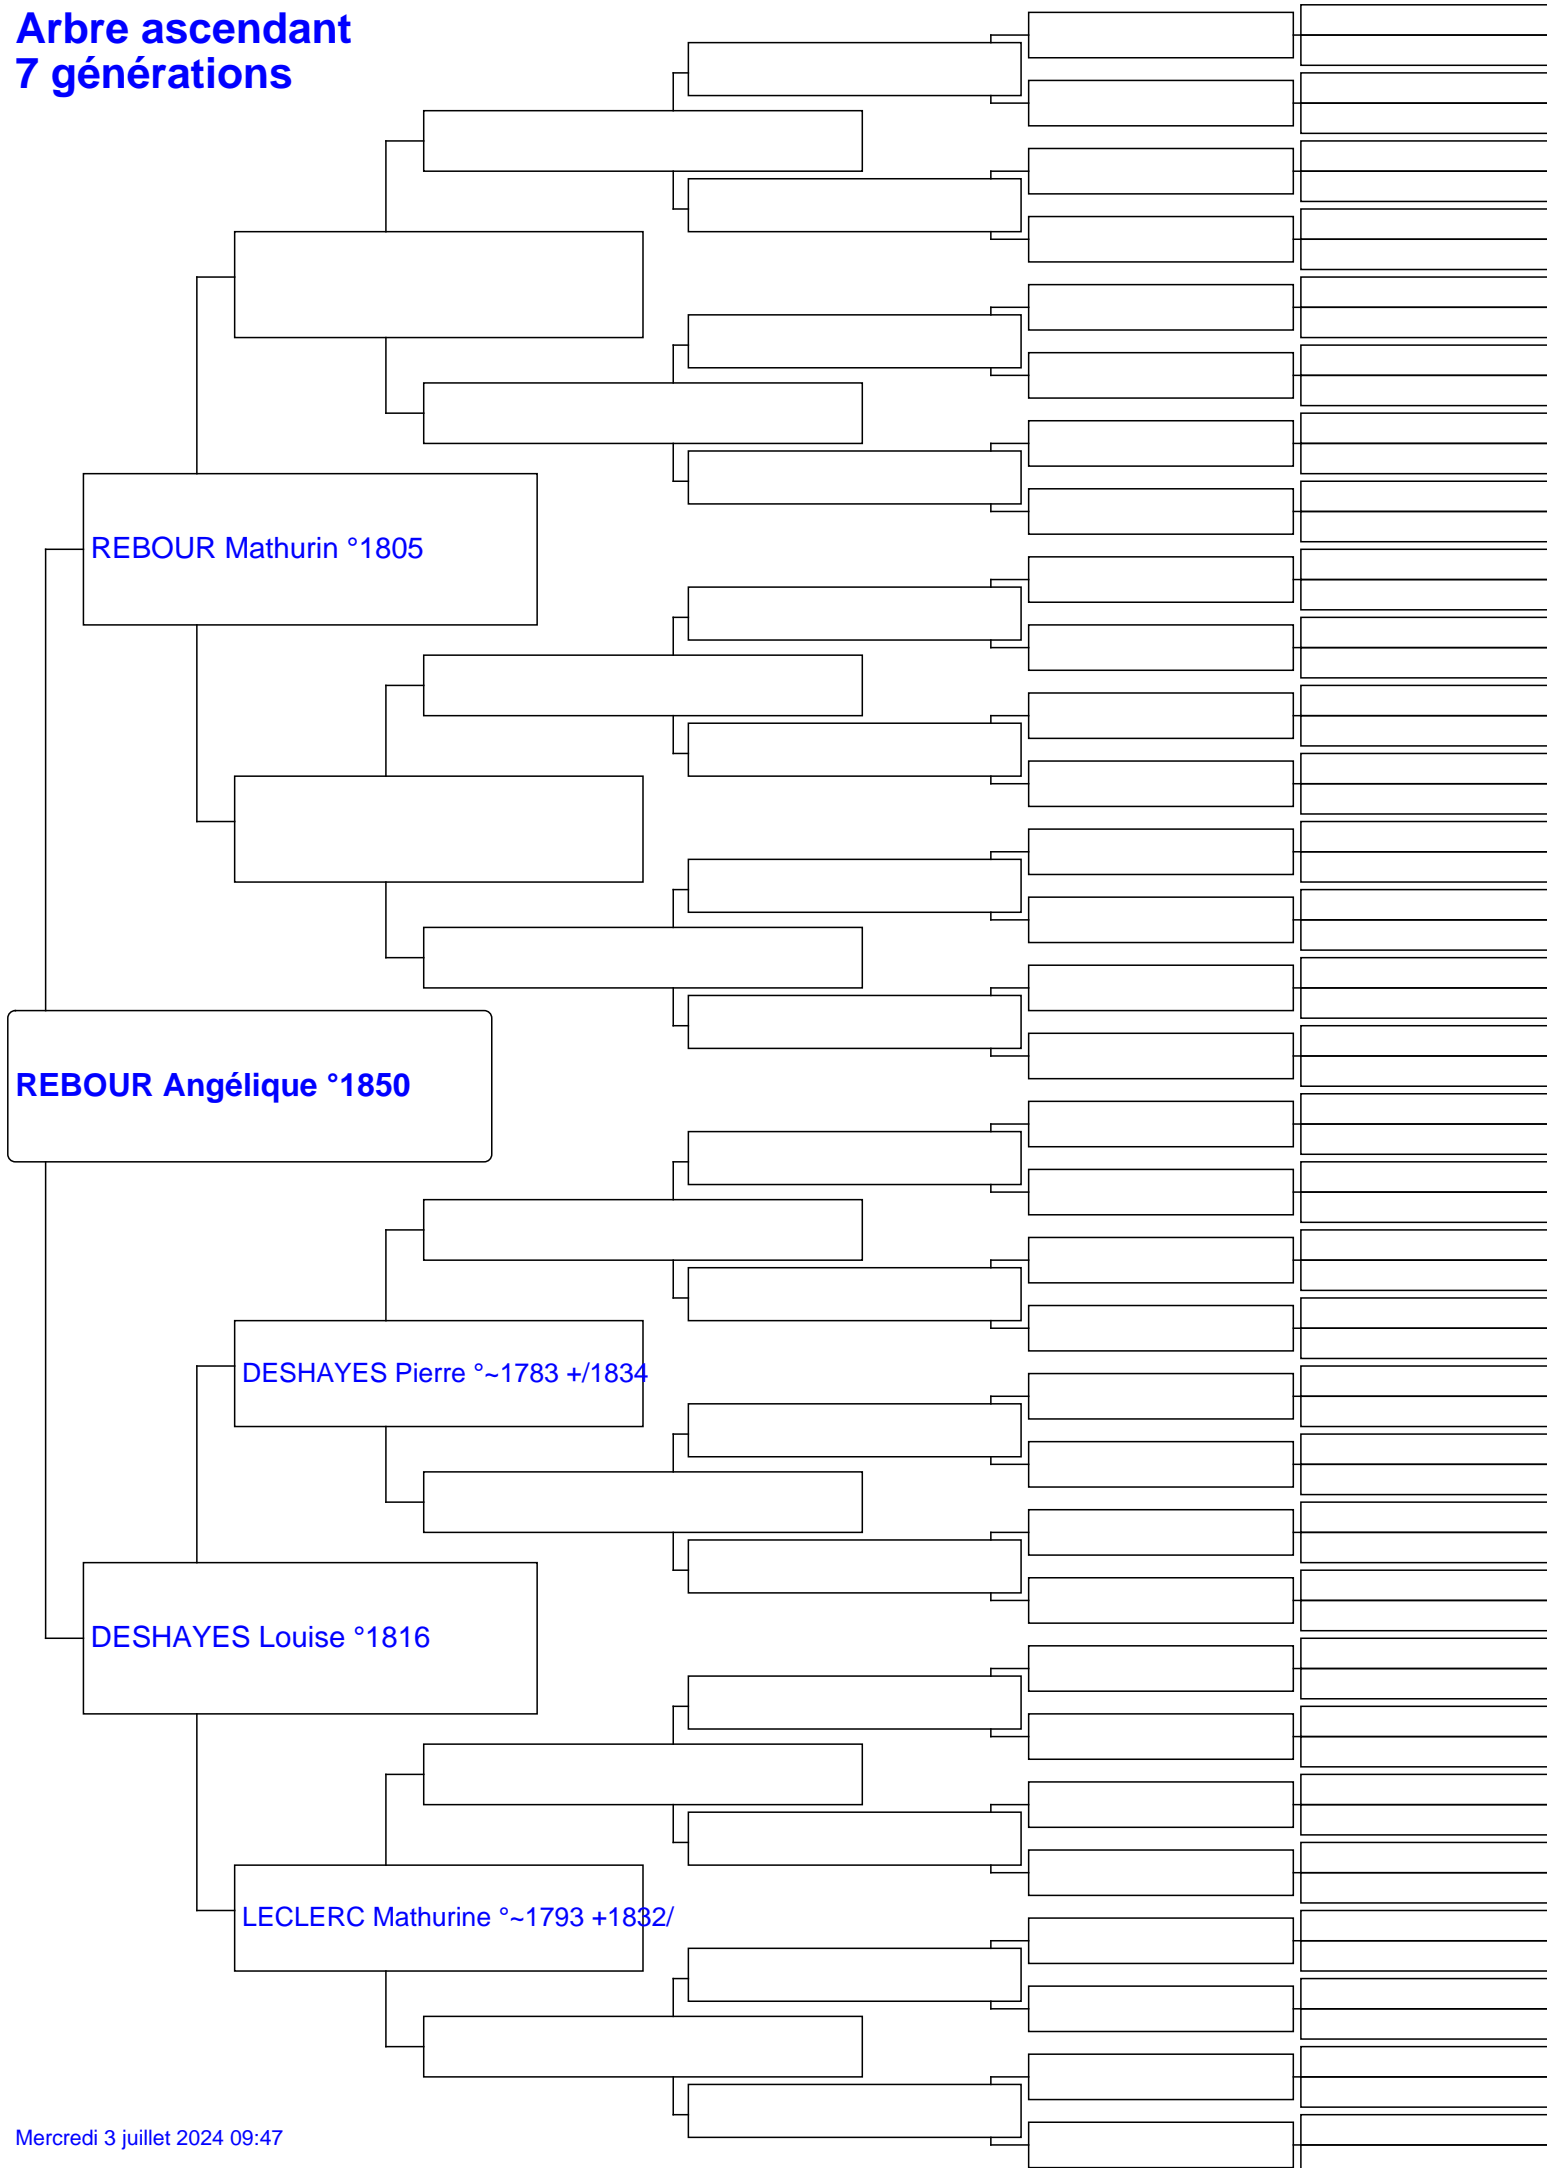 Arbre ascendant
7 générations
REBOUR Mathurin °1805
REBOUR Angélique °1850
DESHAYES Pierre °~1783 +/1834
DESHAYES Louise °1816
LECLERC Mathurine °~1793 +1832/
Mercredi 3 juillet 2024 09:47